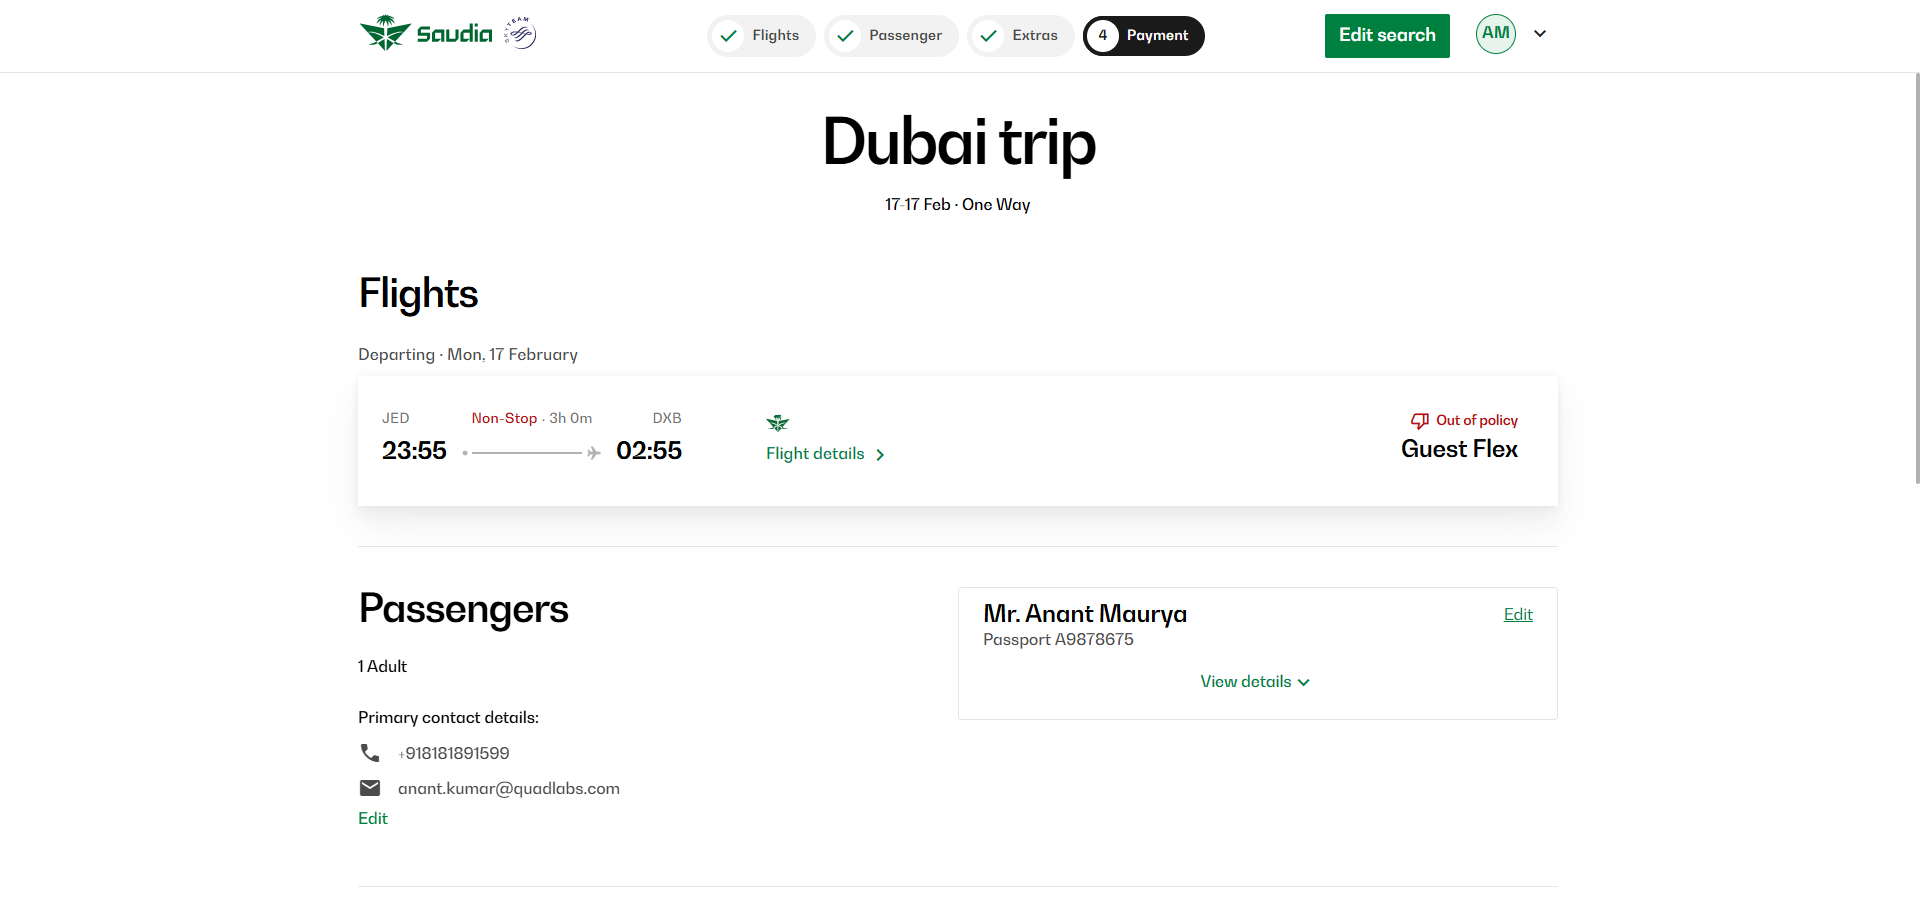 Saudia
SKYTEAM
Flights
Passenger
Extras
4 Payment
Edit search
AM
Dubai trip
17-17 Feb · One Way
Flights
Departing · Mon, 17 February
JED Non-Stop · 3h 0m DXB
23:55 02:55
Flight details
Out of policy
Guest Flex
Passengers
1 Adult
Primary contact details:
+918181891599
anant.kumar@quadlabs.com
Edit
Mr. Anant Maurya
Edit
Passport A9878675
View details